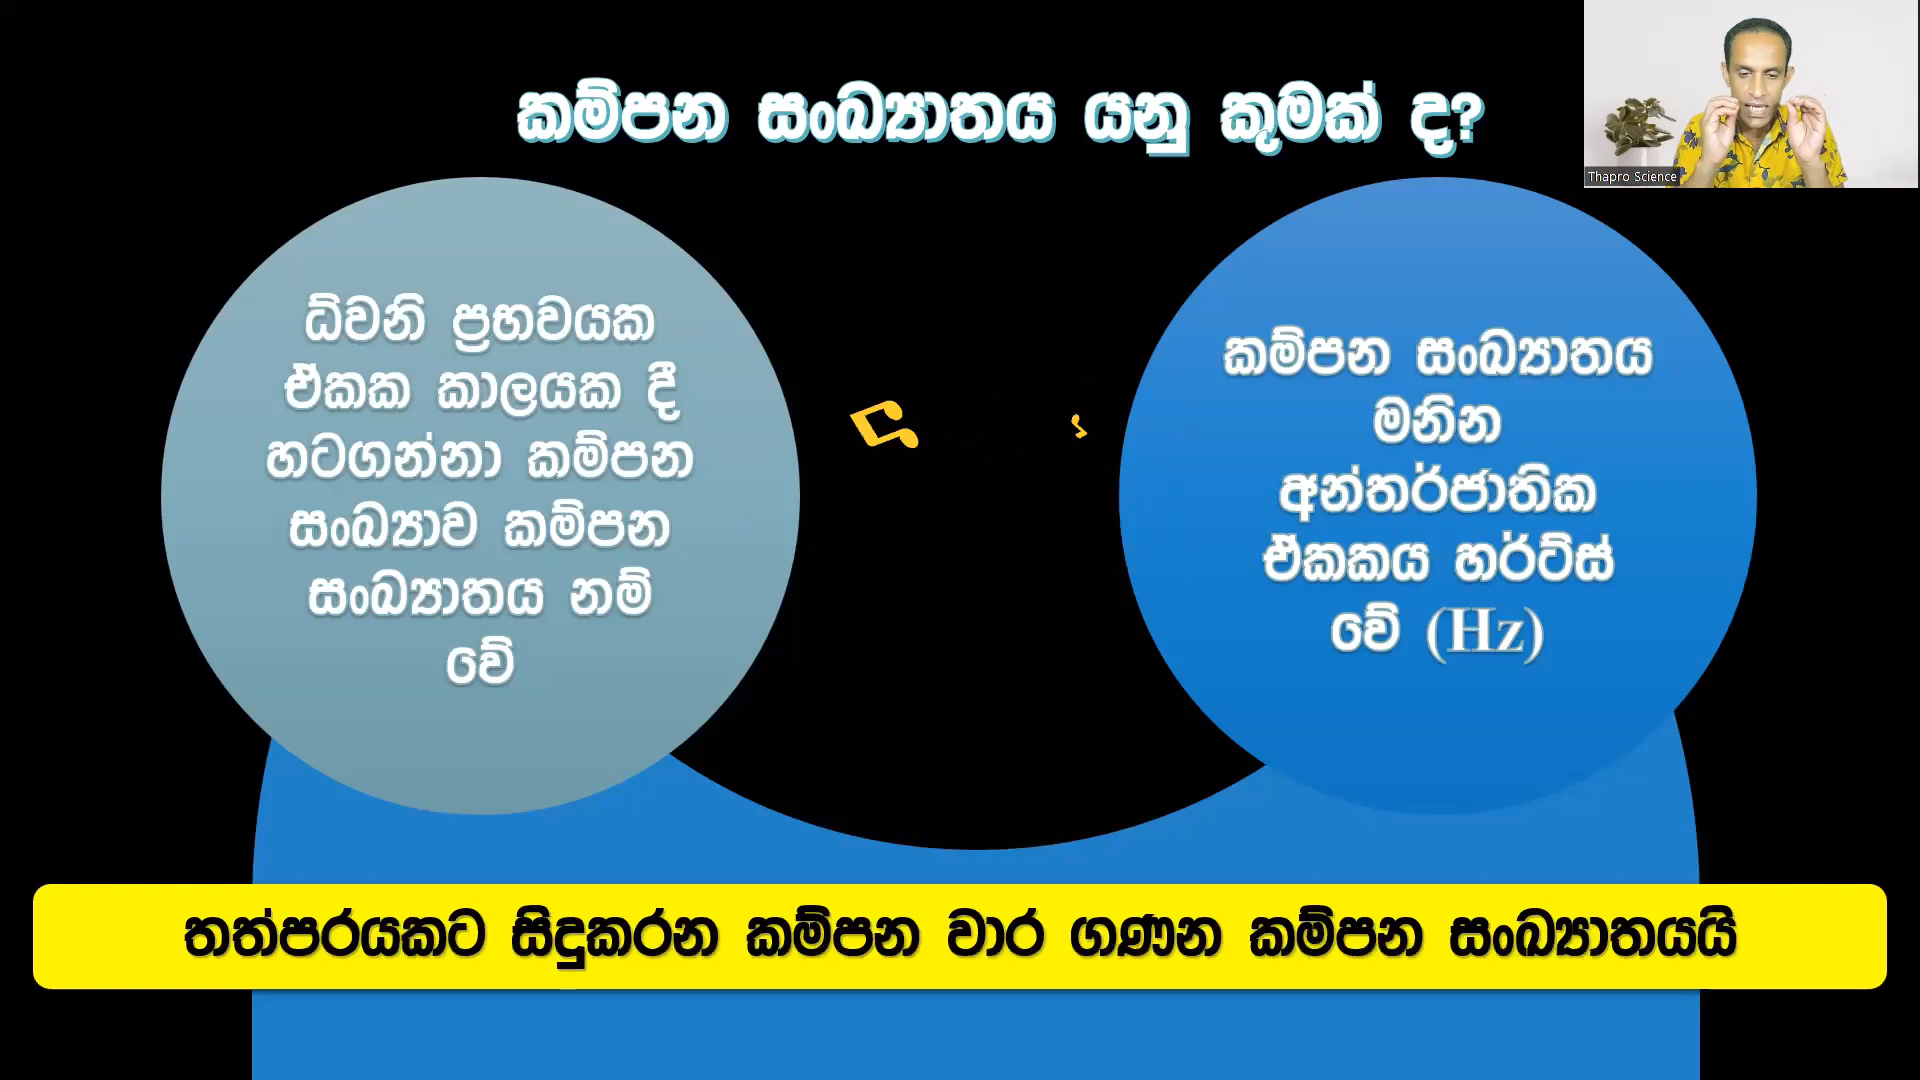 කම්පන සංඛ්‍යාතය යනු කුමක් ද?
Thapro Science
ධ්වනි ප්‍රභවයක
ඒකක කාලයක දී
හටගන්නා කම්පන
සංඛ්‍යාව කම්පන
සංඛ්‍යාතය නම්
වේ
කම්පන සංඛ්‍යාතය
මනින
අන්තර්ජාතික
ඒකකය හර්ට්ස්
වේ (Hz)
තත්පරයකට සිදුකරන කම්පන වාර ගණන කම්පන සංඛ්‍යාතයයි